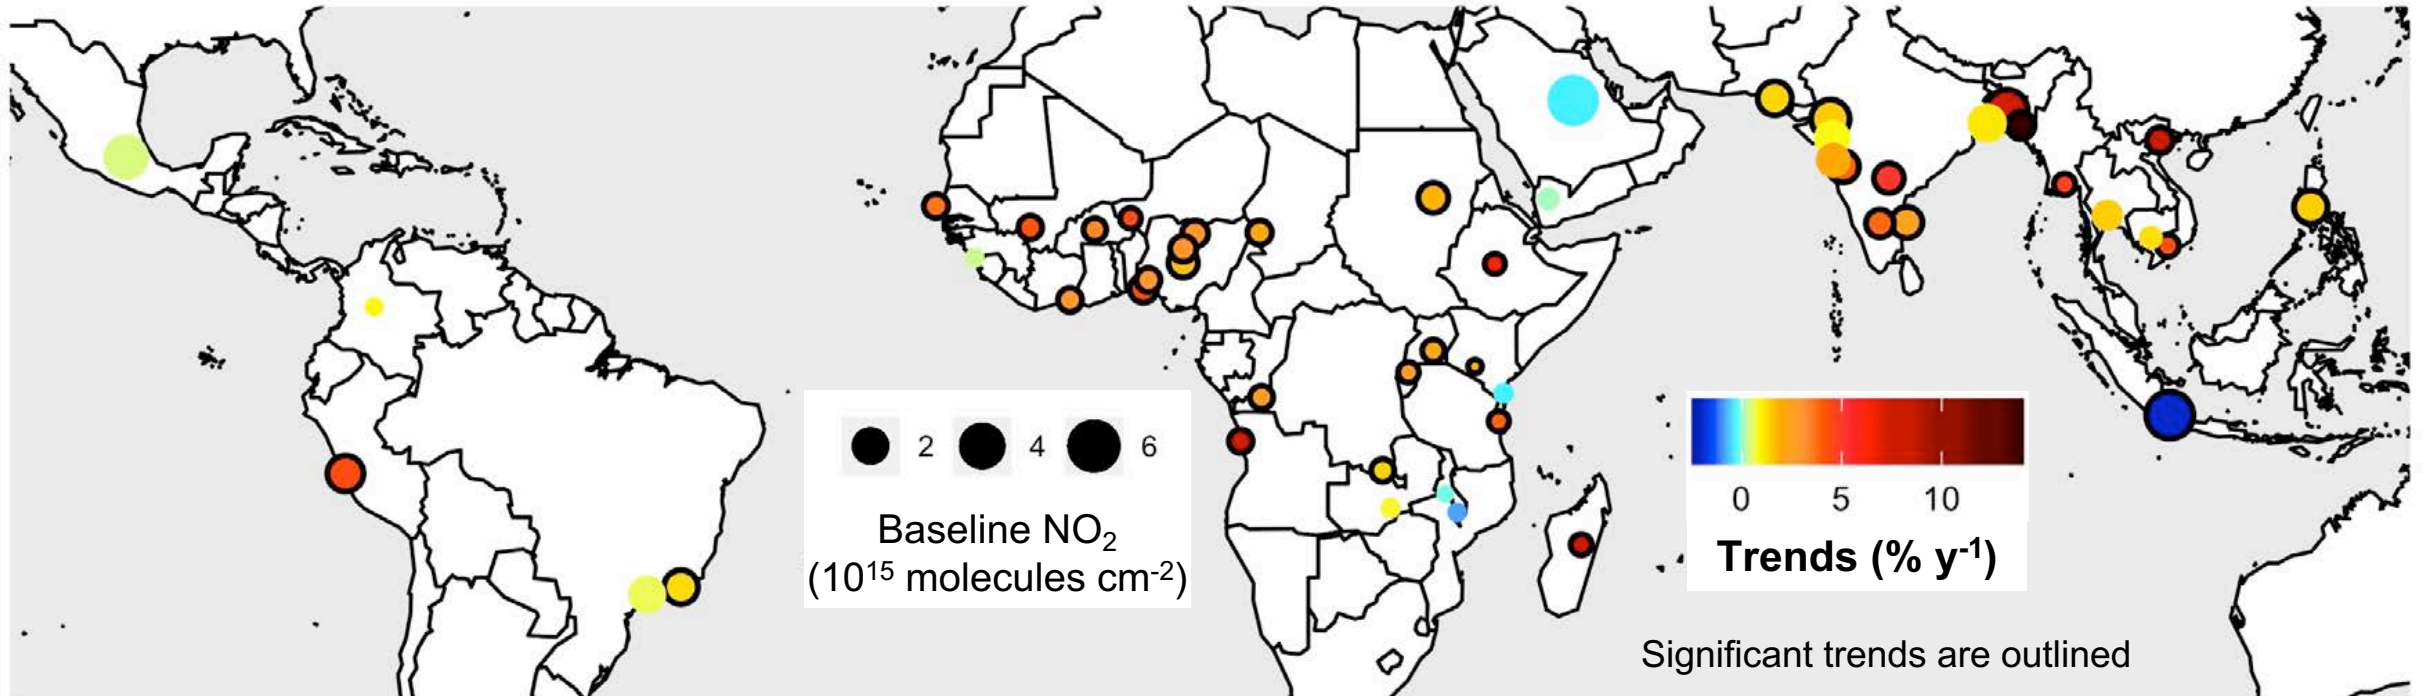 2 4 6
Baseline NO₂
(10¹⁵ molecules cm⁻²)
0 5 10
Trends (% y⁻¹)
Significant trends are outlined